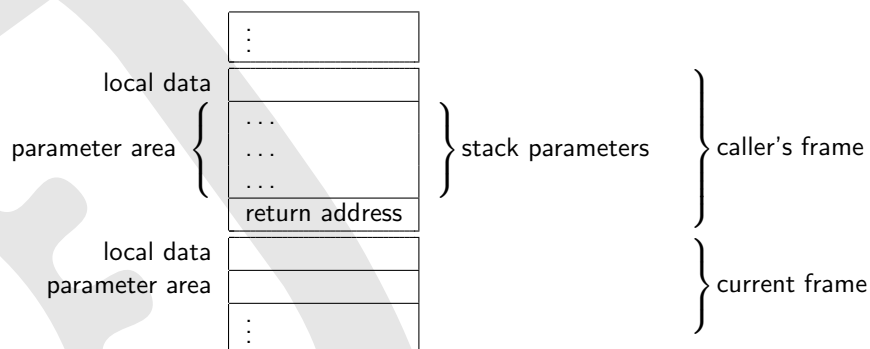 ⋮
local data
parameter area
. . .
. . .
. . .
stack parameters
caller's frame
return address
local data
parameter area
current frame
⋮